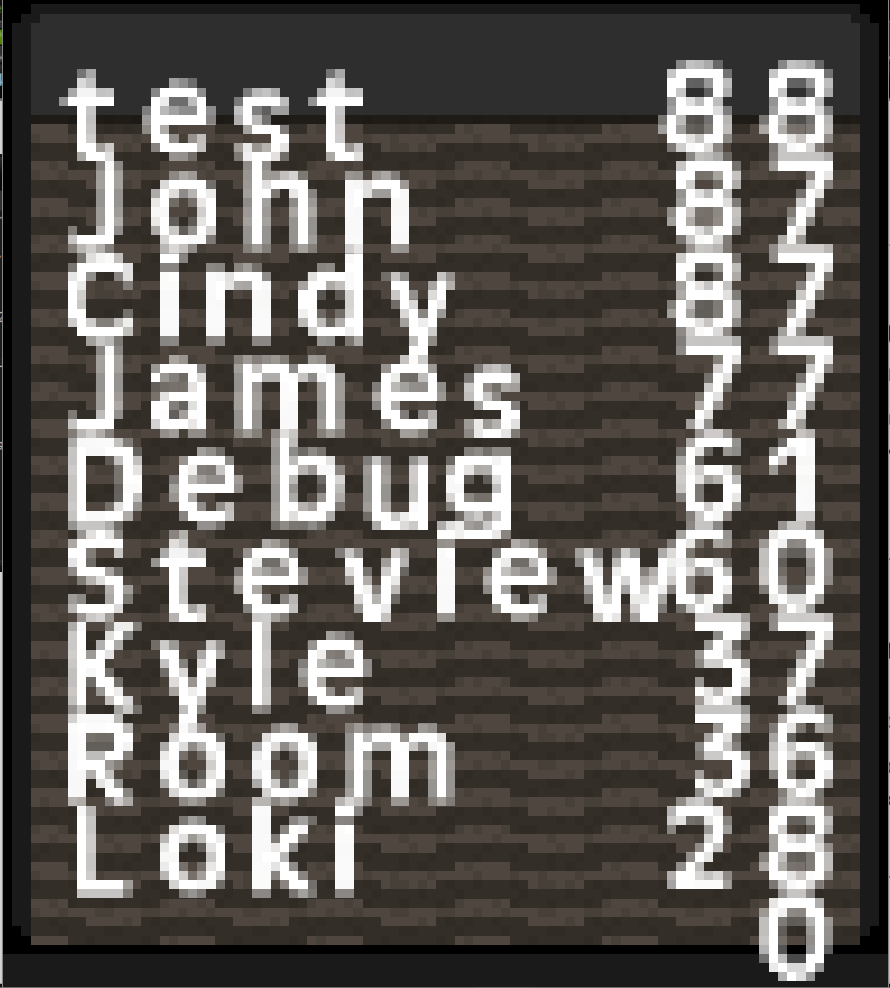 test 88
John 87
Cindy 87
James 77
Debug 61
Steview 60
Kyle 37
Room 36
Loki 28
0